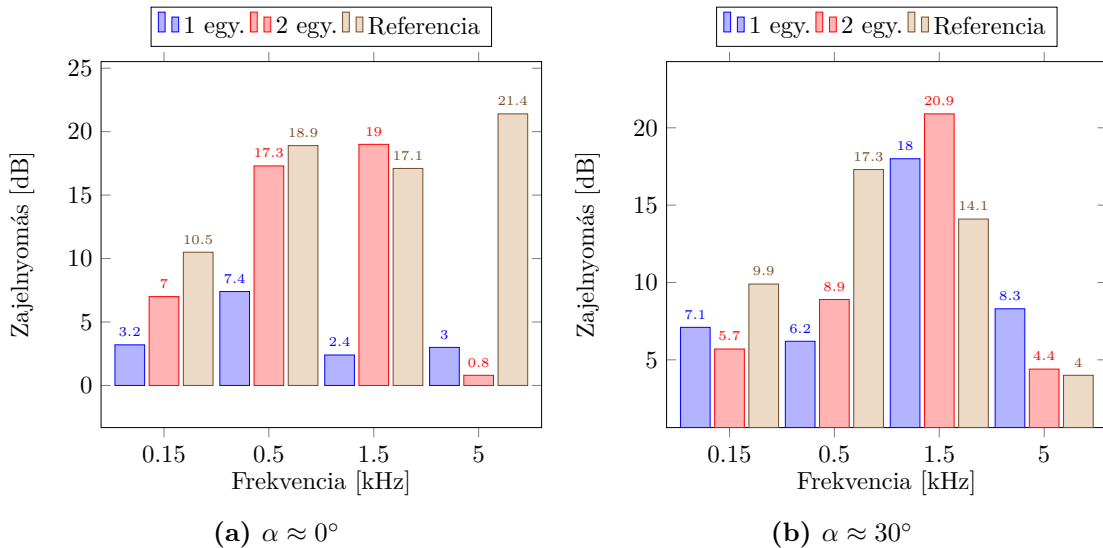 1 egy. 2 egy. Referencia
25
20
15
10
5
0
Zajelnyomás [dB]
3.2 7 10.5
7.4 17.3 18.9
2.4 19 17.1
3 0.8 21.4
0.15 0.5 1.5 5
Frekvencia [kHz]
(a) α ≈ 0°
1 egy. 2 egy. Referencia
20
15
10
5
Zajelnyomás [dB]
7.1 5.7 9.9
6.2 8.9 17.3
18 20.9 14.1
8.3 4.4 4
0.15 0.5 1.5 5
Frekvencia [kHz]
(b) α ≈ 30°